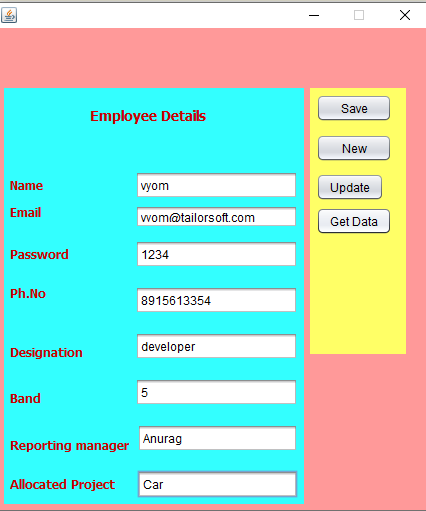 Employee Details
Save
New
Update
Get Data
Name vyom
Email vvom@tailorsoft.com
Password 1234
Ph.No 8915613354
Designation developer
Band 5
Reporting manager Anurag
Allocated Project Car